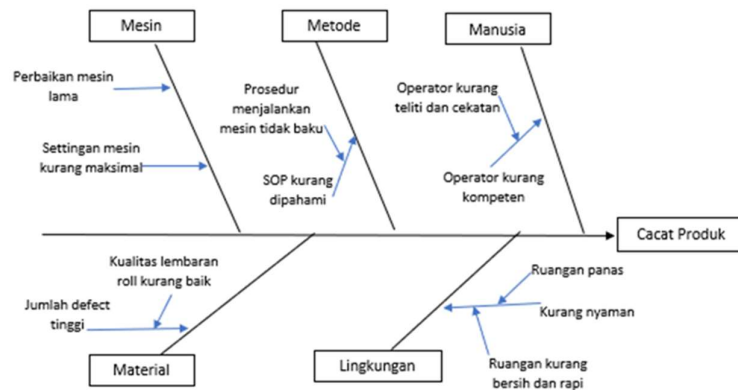 Mesin
Metode
Manusia
Perbaikan mesin
lama
Settingan mesin
kurang maksimal
Prosedur
menjalankan
mesin tidak baku
SOP kurang
dipahami
Operator kurang
teliti dan cekatan
Operator kurang
kompeten
Cacat Produk
Kualitas lembaran
roll kurang baik
Jumlah defect
tinggi
Ruangan panas
Kurang nyaman
Ruangan kurang
bersih dan rapi
Material
Lingkungan